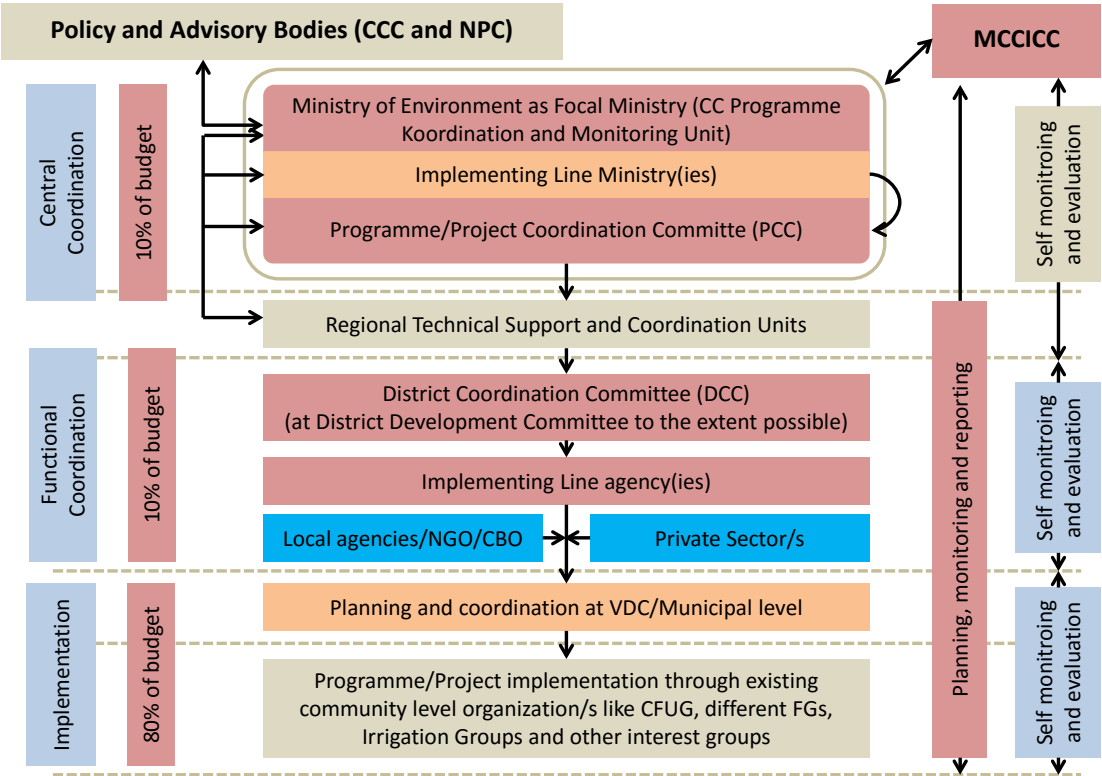 Policy and Advisory Bodies (CCC and NPC)
MCCICC
Central
Coordination
10% of budget
Ministry of Environment as Focal Ministry (CC Programme
Koordination and Monitoring Unit)
Implementing Line Ministry(ies)
Programme/Project Coordination Committe (PCC)
Self monitroing
and evaluation
Regional Technical Support and Coordination Units
Functional
Coordination
10% of budget
District Coordination Committee (DCC)
(at District Development Committee to the extent possible)
Implementing Line agency(ies)
Local agencies/NGO/CBO
Private Sector/s
Planning, monitoring and reporting
Self monitroing
and evaluation
Implementation
80% of budget
Planning and coordination at VDC/Municipal level
Programme/Project implementation through existing
community level organization/s like CFUG, different FGs,
Irrigation Groups and other interest groups
Self monitroing
and evaluation